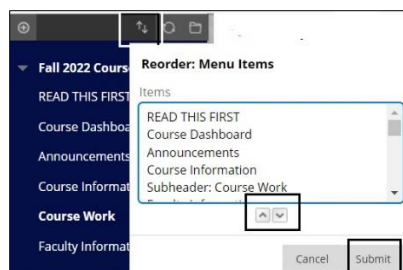 Fall 2022 Cours
READ THIS FIRST
Course Dashboa
Announcements
Course Informat
Course Work
Faculty Informat
Reorder: Menu Items
Items
READ THIS FIRST
Course Dashboard
Announcements
Course Information
Subheader: Course Work
Cancel Submit